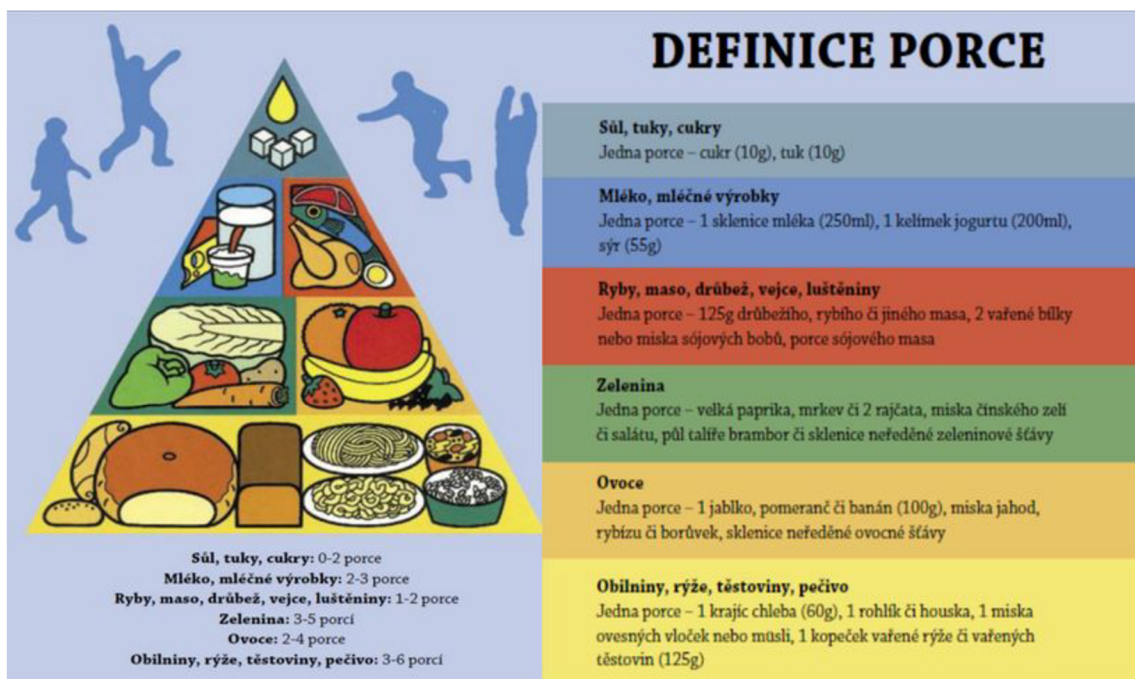 DEFINICE PORCE
Sůl, tuky, cukry
Jedna porce – cukr (10g), tuk (10g)
Mléko, mléčné výrobky
Jedna porce – 1 sklenice mléka (250ml), 1 kelímek jogurtu (200ml),
sýr (55g)
Ryby, maso, drůbež, vejce, luštěniny
Jedna porce – 125g drůbežího, rybího či jiného masa, 2 vařené bílky
nebo miska sójových bobů, porce sójového masa
Zelenina
Jedna porce – velká paprika, mrkev či 2 rajčata, miska čínského zelí
či salátu, půl talíře brambor či sklenice neředěné zeleninové šťávy
Ovoce
Jedna porce – 1 jablko, pomeranč či banán (100g), miska jahod,
rybízu či borůvek, sklenice neředěné ovocné šťávy
Obilniny, rýže, těstoviny, pečivo
Jedna porce – 1 krajíc chleba (60g), 1 rohlík či houska, 1 miska
ovesných vloček nebo müsli, 1 kopeček vařené rýže či vařených
těstovin (125g)
Sůl, tuky, cukry: 0-2 porce
Mléko, mléčné výrobky: 2-3 porce
Ryby, maso, drůbež, vejce, luštěniny: 1-2 porce
Zelenina: 3-5 porcí
Ovoce: 2-4 porce
Obilniny, rýže, těstoviny, pečivo: 3-6 porcí